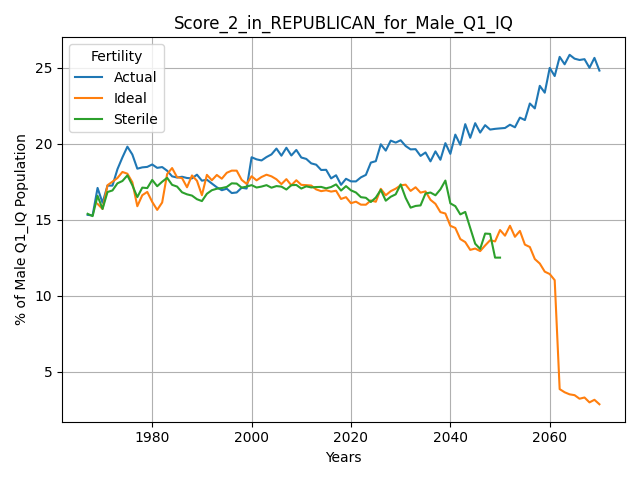 Score_2_in_REPUBLICAN_for_Male_Q1_IQ
Fertility
Actual
Ideal
Sterile
% of Male Q1_IQ Population
25
20
15
10
5
1980
2000
2020
2040
2060
Years